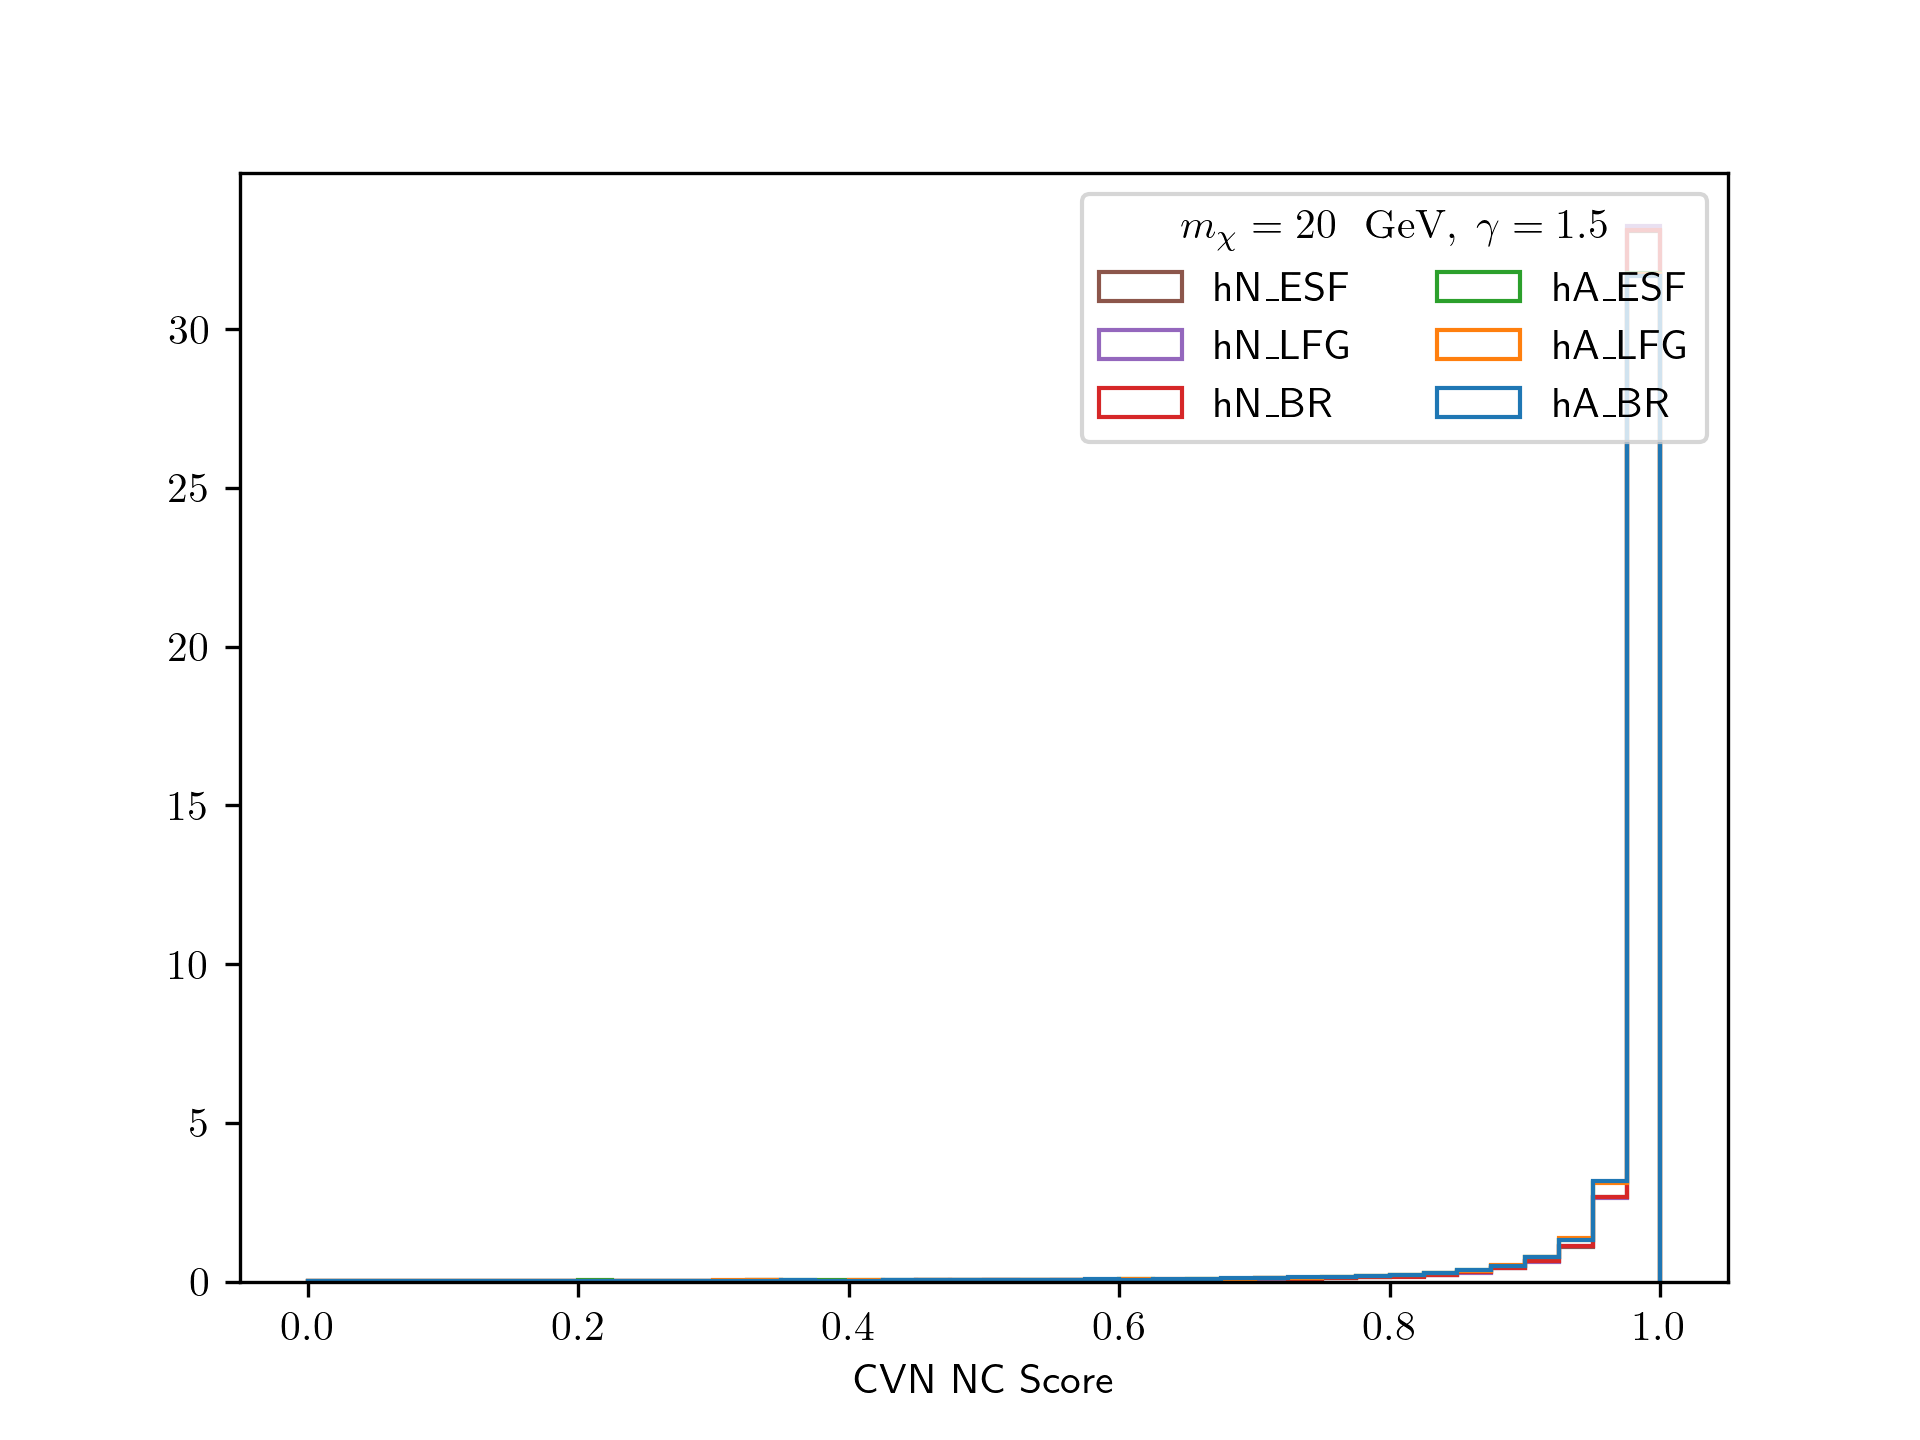 m_χ = 20 GeV, γ = 1.5
hN_ESF hA_ESF
hN_LFG hA_LFG
hN_BR hA_BR
30
25
20
15
10
5
0
0.0 0.2 0.4 0.6 0.8 1.0
CVN NC Score